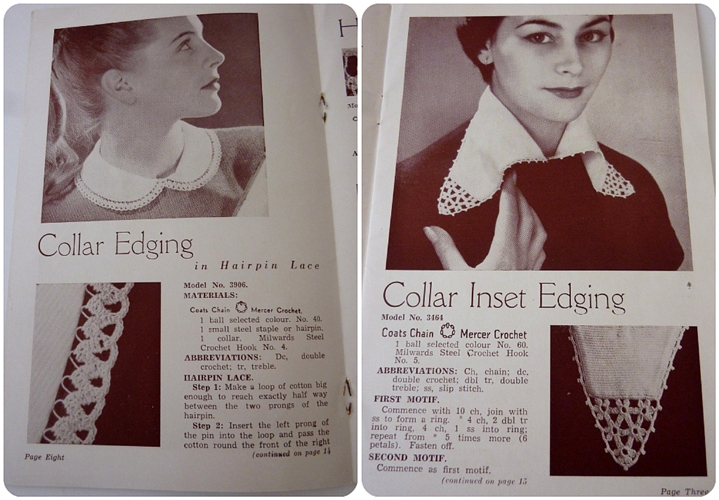 Collar Edging
in Hairpin Lace
Model No. 3906.
MATERIALS:
Coats Chain Mercer Crochet.
1 ball selected colour. No. 40.
1 small steel staple or hairpin.
1 collar. Milwards Steel
Crochet Hook No. 4.
ABBREVIATIONS: Dc, double
crochet; tr, treble.
HAIRPIN LACE.
Step 1: Make a loop of cotton big
enough to reach exactly half way
between the two prongs of the
hairpin.
Step 2: Insert the left prong of
the pin into the loop and pass the
cotton round the front of the right
(continued on page 14
Page Eight
H
Collar Inset Edging
Model No. 3464
Coats Chain Mercer Crochet
1 ball selected colour No. 60.
Milwards Steel Crochet Hook
No. 5.
ABBREVIATIONS: Ch, chain; dc,
double crochet; dbl tr, double
treble; ss, slip stitch.
FIRST MOTIF.
Commence with 10 ch, join with
ss to form a ring. * 4 ch, 2 dbl tr
into ring, 4 ch, 1 ss into ring;
repeat from * 5 times more (6
petals). Fasten off.
SECOND MOTIF.
Commence as first motif,
(continued on page 15
Page Three